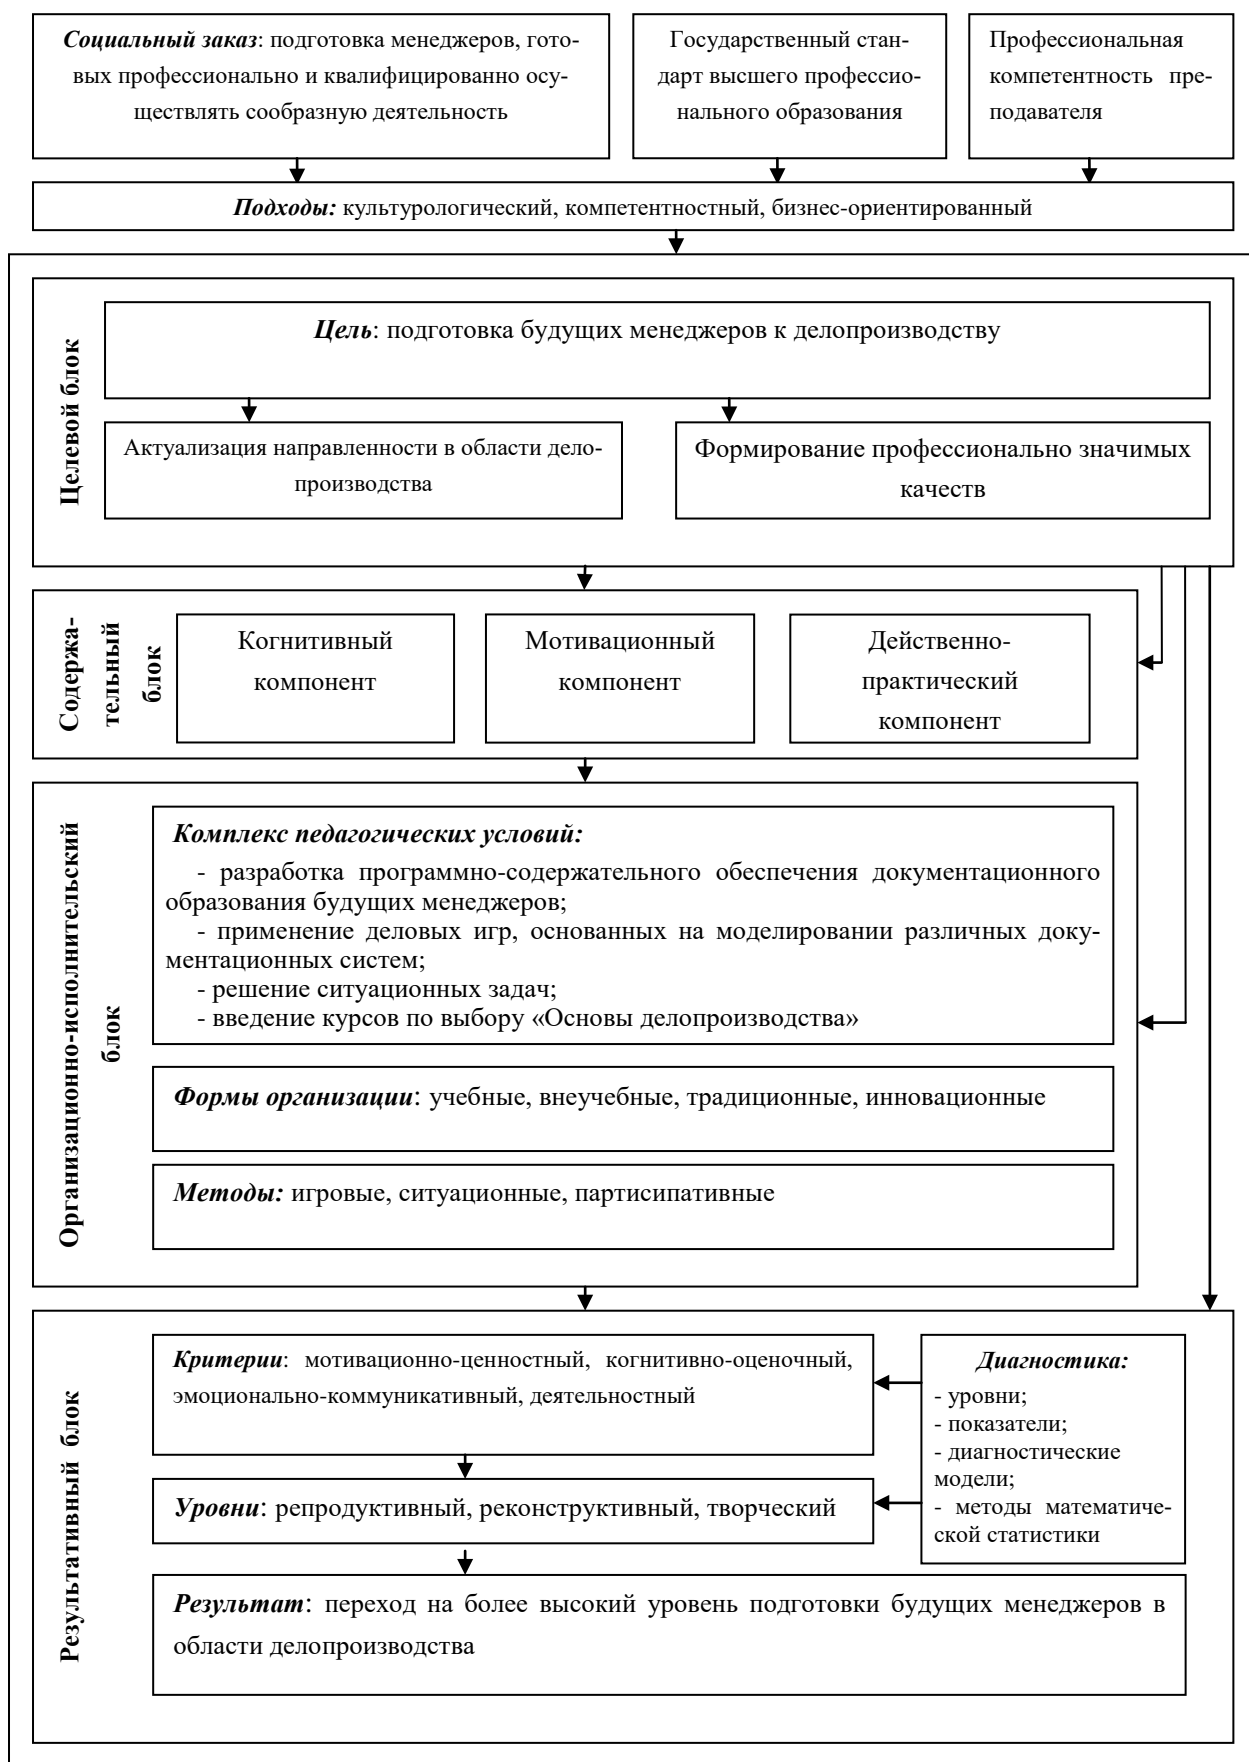 Социальный заказ: подготовка менеджеров, гото-
вых профессионально и квалифицированно осу-
ществлять сообразную деятельность
Государственный стан-
дарт высшего профессио-
нального образования
Профессиональная
компетентность пре-
подавателя
Подходы: культурологический, компетентностный, бизнес-ориентированный
Целевой блок
Цель: подготовка будущих менеджеров к делопроизводству
Актуализация направленности в области дело-
производства
Формирование профессионально значимых
качеств
Содержа-
тельный
блок
Когнитивный
компонент
Мотивационный
компонент
Действенно-
практический
компонент
Организационно-исполнительский
блок
Комплекс педагогических условий:
- разработка программно-содержательного обеспечения документационного
образования будущих менеджеров;
- применение деловых игр, основанных на моделировании различных доку-
ментационных систем;
- решение ситуационных задач;
- введение курсов по выбору «Основы делопроизводства»
Формы организации: учебные, внеучебные, традиционные, инновационные
Методы: игровые, ситуационные, партисипативные
Результативный блок
Критерии: мотивационно-ценностный, когнитивно-оценочный,
эмоционально-коммуникативный, деятельностный
Диагностика:
- уровни;
- показатели;
- диагностические
модели;
- методы математиче-
ской статистики
Уровни: репродуктивный, реконструктивный, творческий
Результат: переход на более высокий уровень подготовки будущих менеджеров в
области делопроизводства